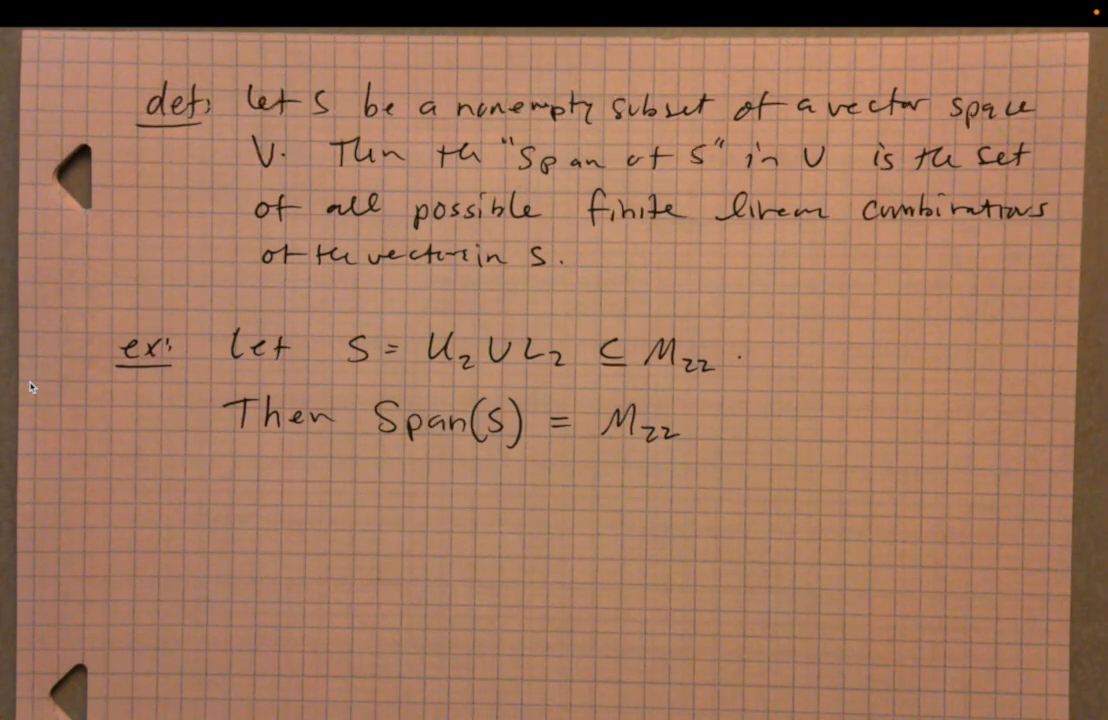 def: Let S be a nonempty subset of a vector space
V. Then the "Span of S" in V is the set
of all possible finite linear combinations
of the vectors in S.
ex: Let S = U₂ ∪ L₂ ⊆ M₂₂.
Then Span(S) = M₂₂